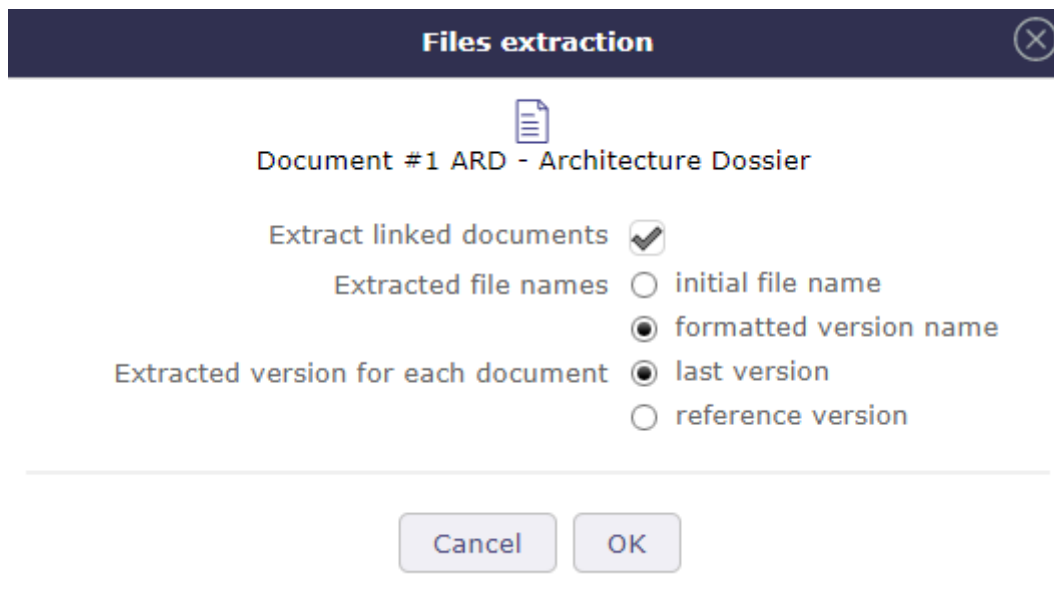 Files extraction
Document #1 ARD - Architecture Dossier
Extract linked documents
Extracted file names initial file name
formatted version name
Extracted version for each document last version
reference version
Cancel OK